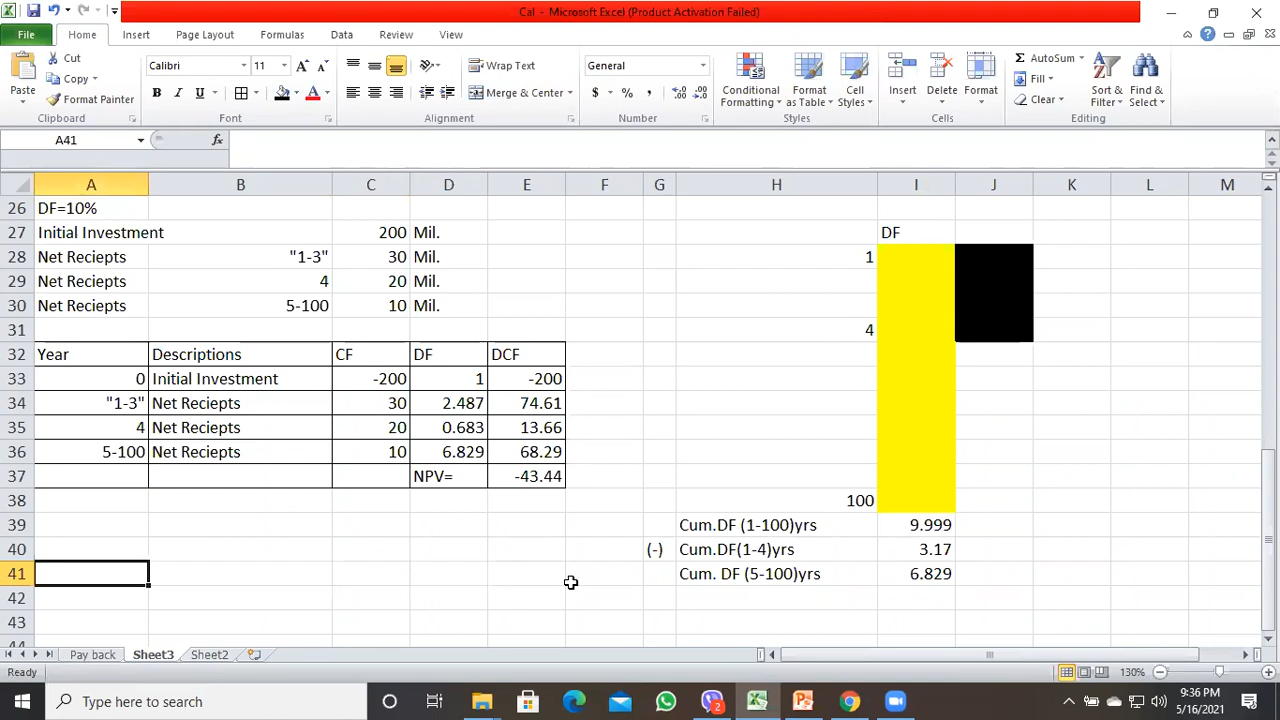 Cal - Microsoft Excel (Product Activation Failed)
File Home Insert Page Layout Formulas Data Review View
Paste
Cut
Copy
Format Painter
Clipboard
Calibri 11
B I U
Font
Wrap Text
Merge & Center
Alignment
General
$ % ,
Number
Conditional Formatting
Format as Table
Cell Styles
Styles
Insert Delete Format
Cells
AutoSum
Fill
Clear
Sort & Filter
Find & Select
Editing
A41 fx
A B C D E F G H I J K L M
26 DF=10%
27 Initial Investment 200 Mil. DF
28 Net Reciepts "1-3" 30 Mil. 1
29 Net Reciepts 4 20 Mil.
30 Net Reciepts 5-100 10 Mil.
31 4
32 Year Descriptions CF DF DCF
33 0 Initial Investment -200 1 -200
34 "1-3" Net Reciepts 30 2.487 74.61
35 4 Net Reciepts 20 0.683 13.66
36 5-100 Net Reciepts 10 6.829 68.29
37 NPV= -43.44
38 100
39 Cum.DF (1-100)yrs 9.999
40 (-) Cum.DF(1-4)yrs 3.17
41 Cum. DF (5-100)yrs 6.829
42
43
44
Pay back Sheet3 Sheet2
Ready 130%
Type here to search
2
9:36 PM
5/16/2021